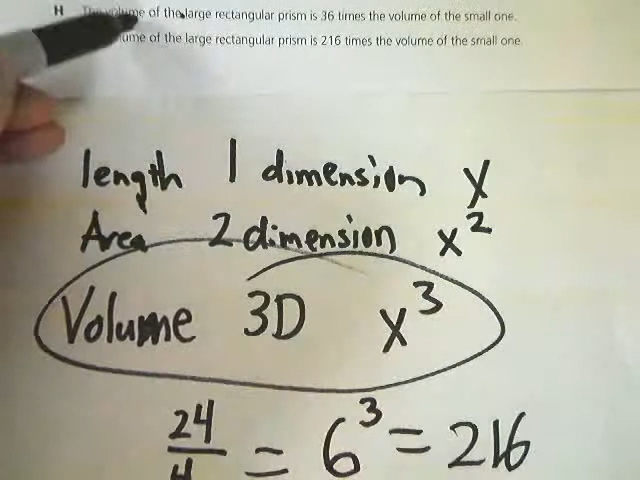 H The volume of the large rectangular prism is 36 times the volume of the small one.
of the large rectangular prism is 216 times the volume of the small one.
length 1 dimension x
Area 2 dimension x²
Volume 3D x³
24/4 = 6³ = 216